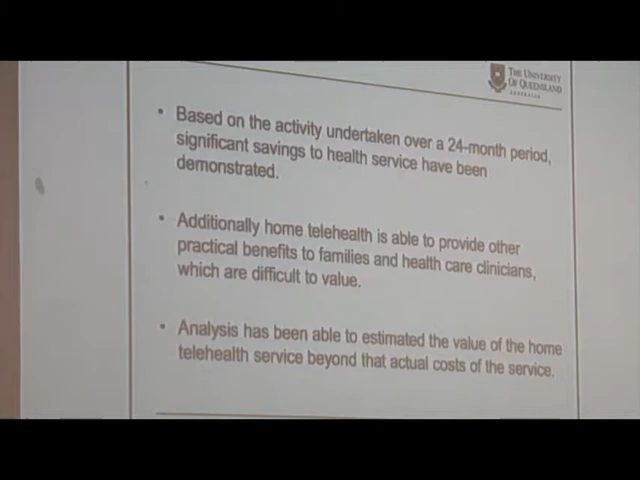 THE UNIVERSITY
OF QUEENSLAND
AUSTRALIA
• Based on the activity undertaken over a 24-month period,
significant savings to health service have been
demonstrated.
• Additionally home telehealth is able to provide other
practical benefits to families and health care clinicians,
which are difficult to value.
• Analysis has been able to estimated the value of the home
telehealth service beyond that actual costs of the service.